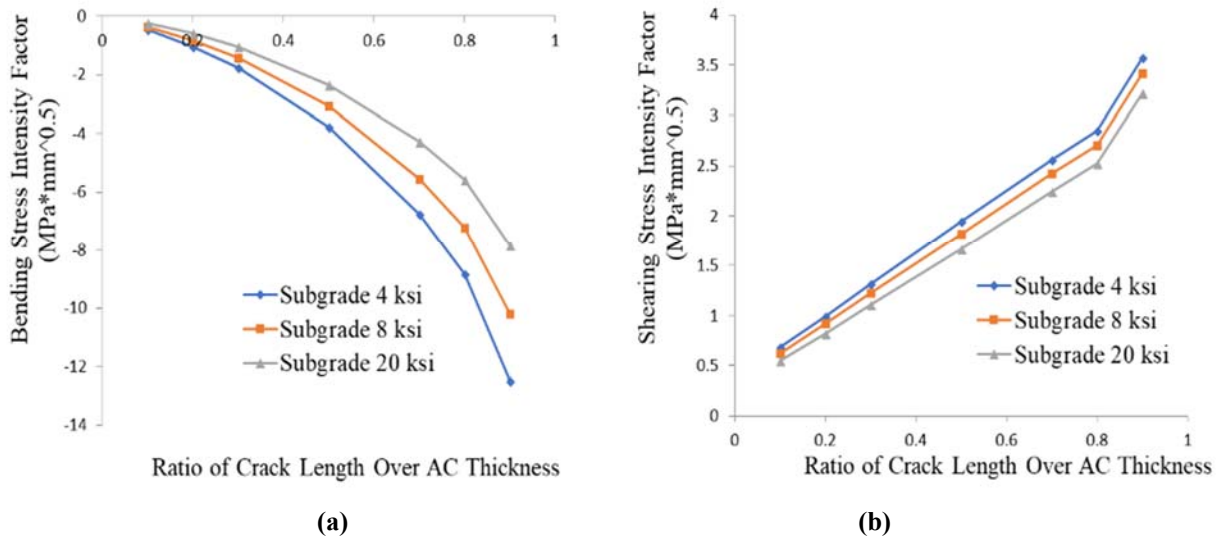 Bending Stress Intensity Factor
(MPa*mm^0.5)
0
-2
-4
-6
-8
-10
-12
-14
0
0.2
0.4
0.6
0.8
1
Subgrade 4 ksi
Subgrade 8 ksi
Subgrade 20 ksi
Ratio of Crack Length Over AC Thickness
(a)
Shearing Stress Intensity Factor
(MPa*mm^0.5)
4
3.5
3
2.5
2
1.5
1
0.5
0
0
0.2
0.4
0.6
0.8
1
Subgrade 4 ksi
Subgrade 8 ksi
Subgrade 20 ksi
Ratio of Crack Length Over AC Thickness
(b)